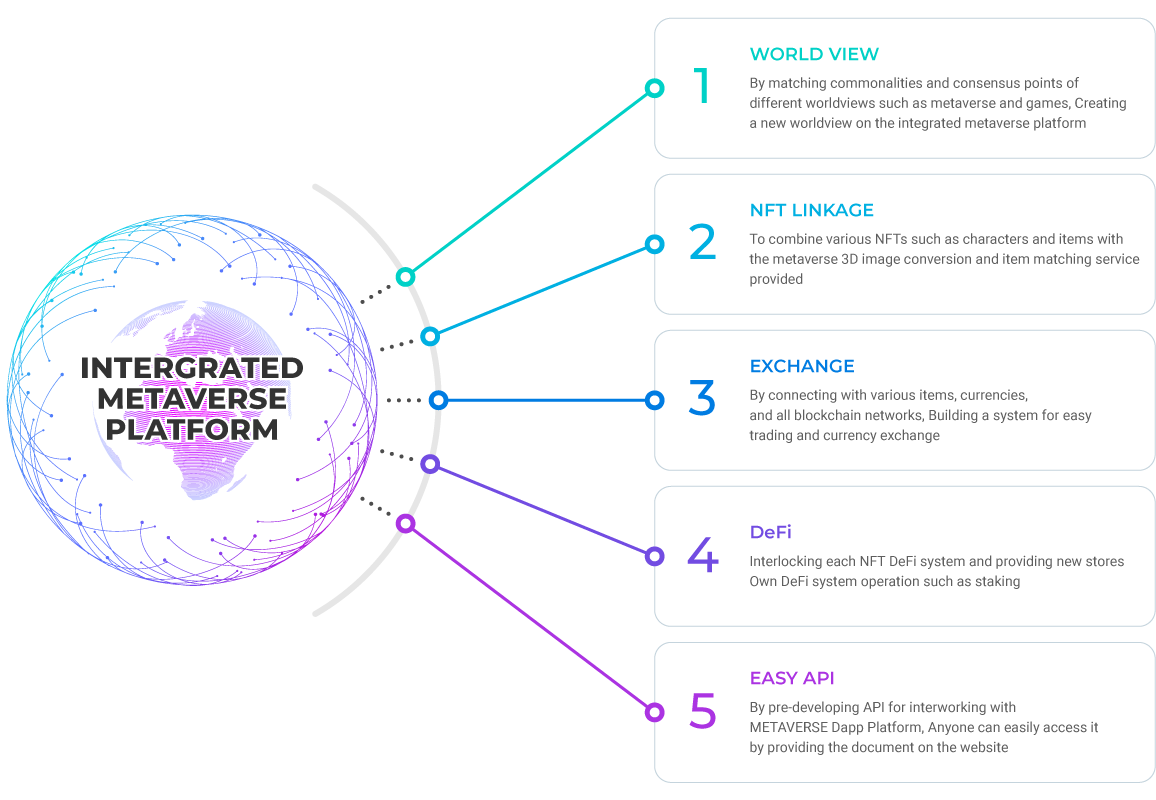 INTERGRATED
METAVERSE
PLATFORM
1
WORLD VIEW
By matching commonalities and consensus points of
different worldviews such as metaverse and games, Creating
a new worldview on the integrated metaverse platform
2
NFT LINKAGE
To combine various NFTs such as characters and items with
the metaverse 3D image conversion and item matching service
provided
3
EXCHANGE
By connecting with various items, currencies,
and all blockchain networks, Building a system for easy
trading and currency exchange
4
DeFi
Interlocking each NFT DeFi system and providing new stores
Own DeFi system operation such as staking
5
EASY API
By pre-developing API for interworking with
METAVERSE Dapp Platform, Anyone can easily access it
by providing the document on the website